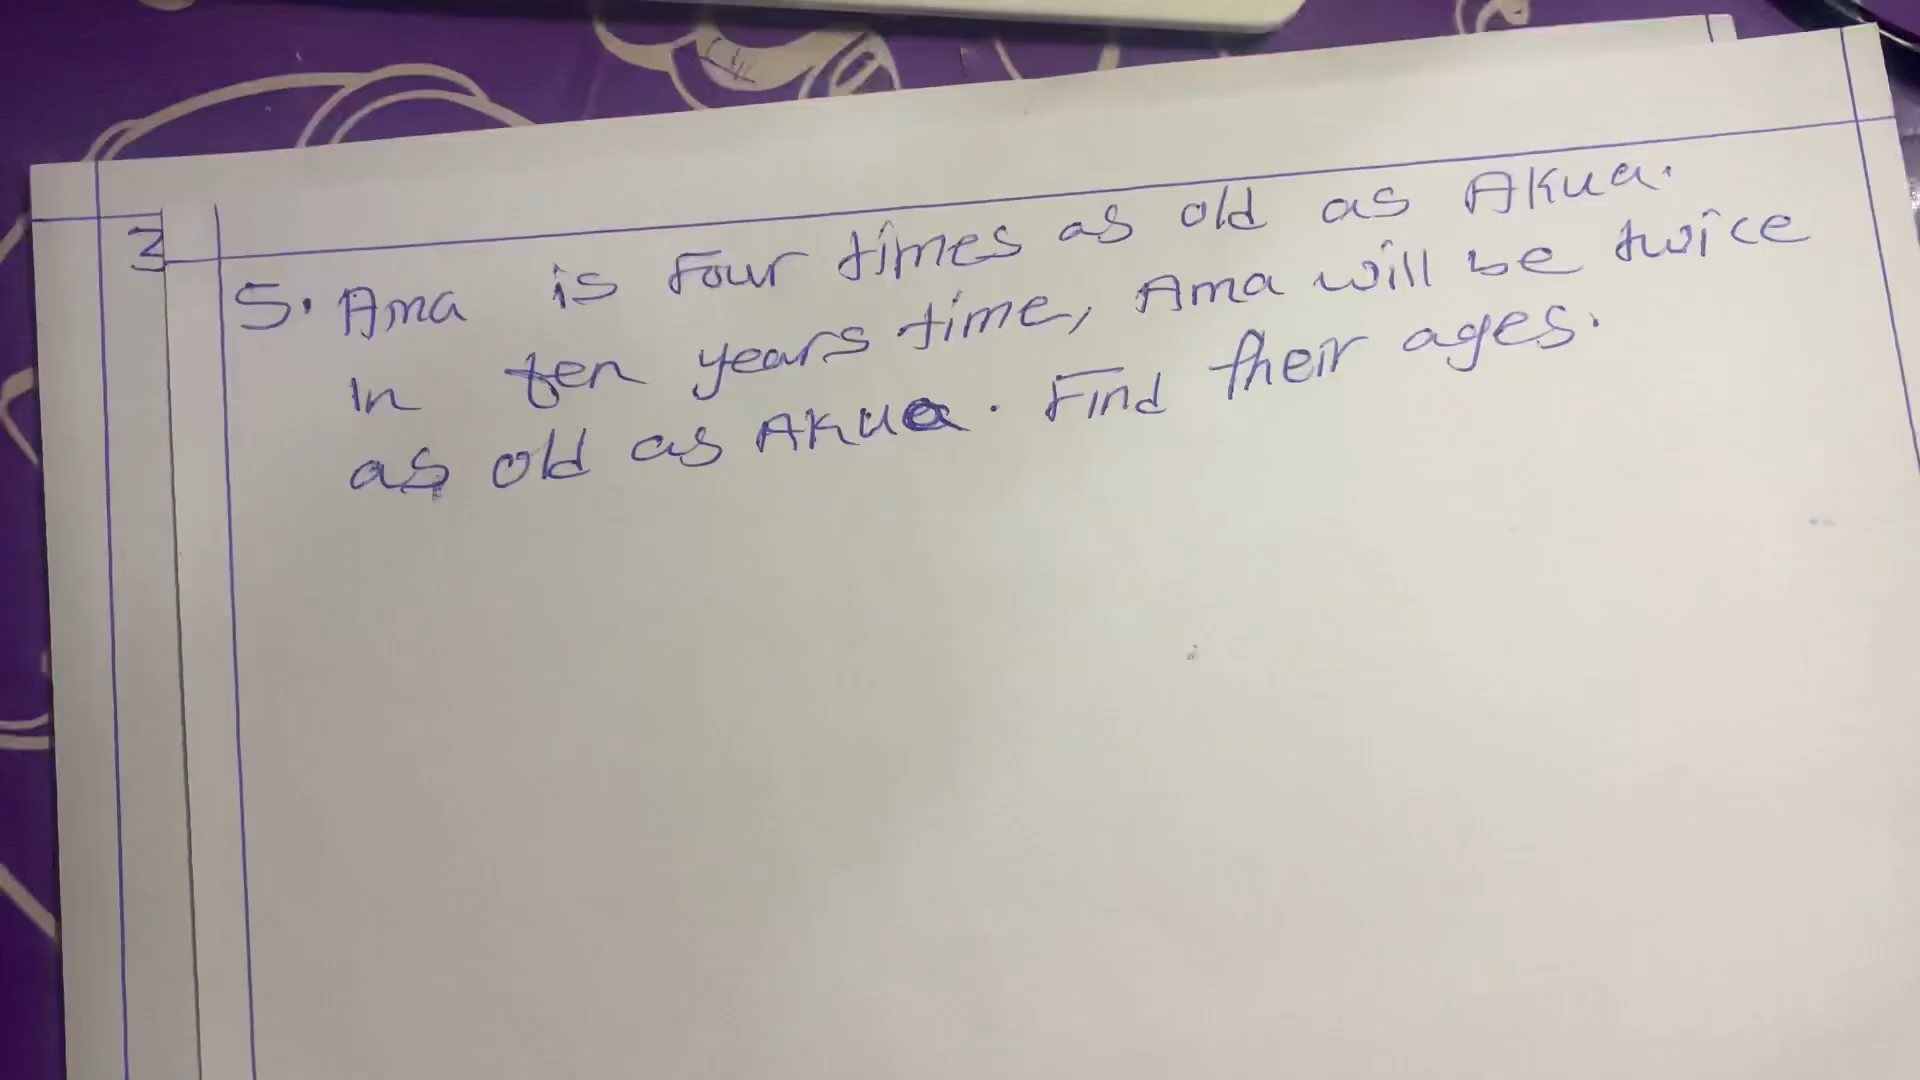 3
5. Ama is Four times as old as Akua.
In ten years time, Ama will be twice
as old as Akua. Find their ages.